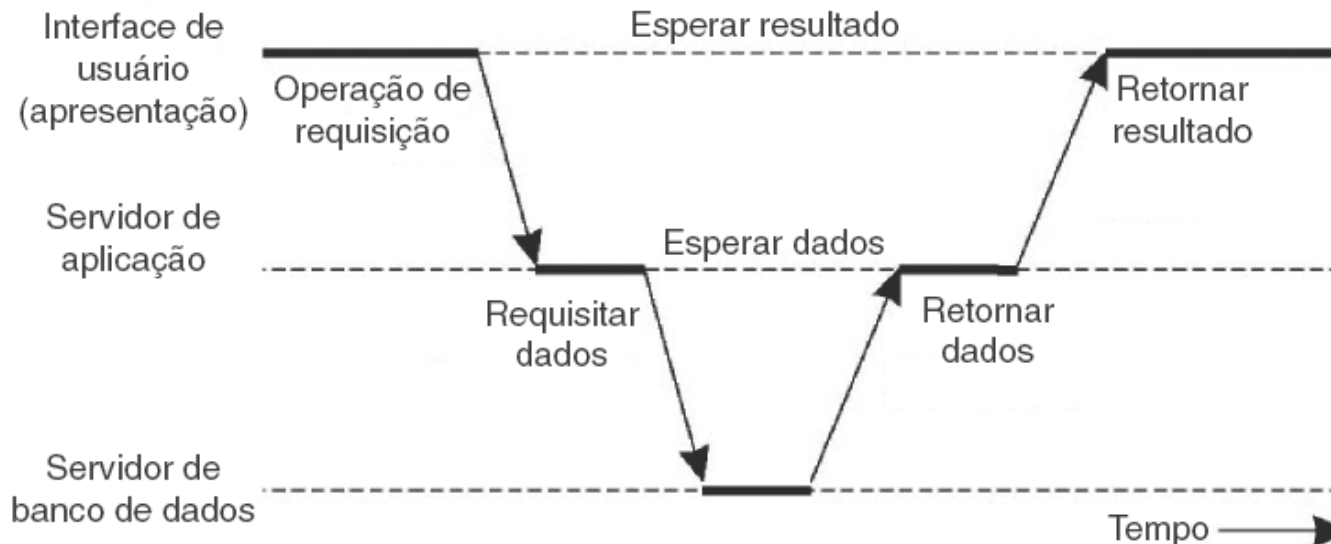 Interface de
usuário
(apresentação)
Esperar resultado
Operação de
requisição
Retornar
resultado
Servidor de
aplicação
Esperar dados
Requisitar
dados
Retornar
dados
Servidor de
banco de dados
Tempo